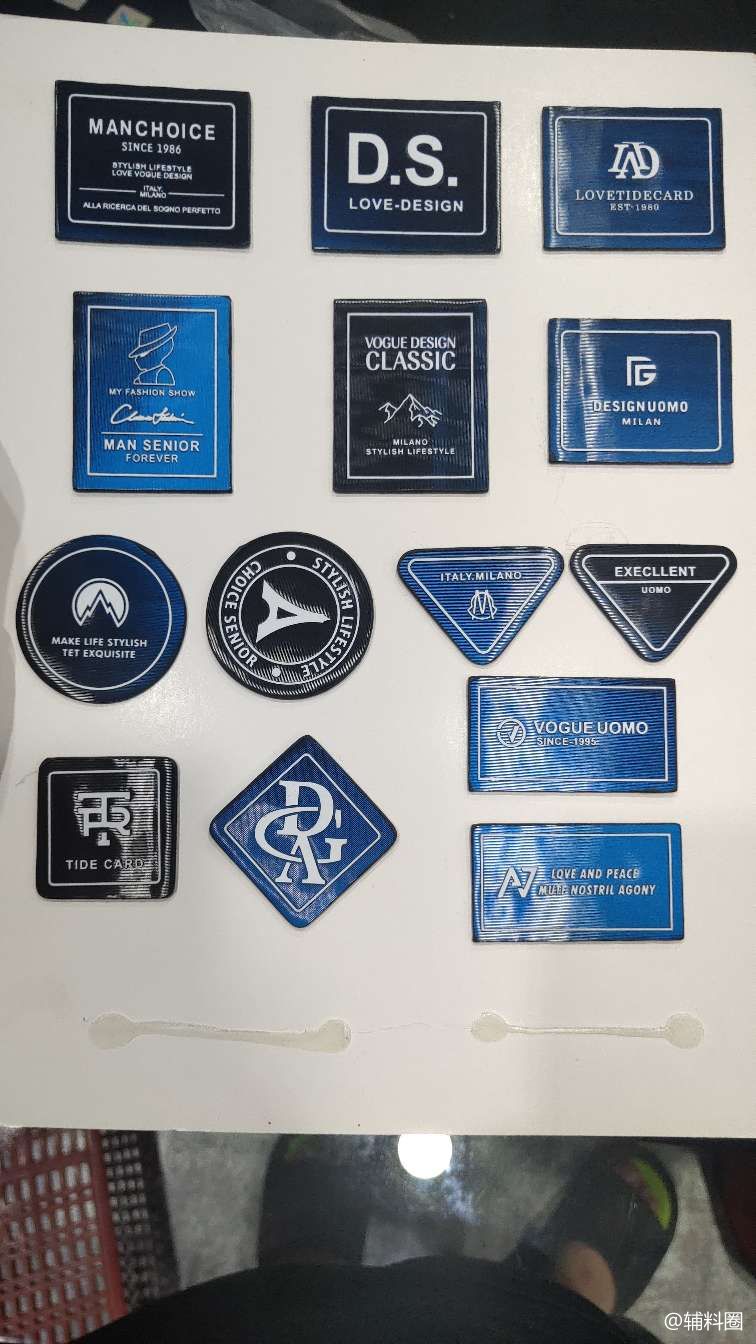 MANCHOICE
SINCE 1986
STYLISH LIFESTYLE
LOVE VOGUE DESIGN
ITALY.
MILANO
ALLA RICERCA DEL SOGNO PERFETTO
D.S.
LOVE-DESIGN
LOVETIDECARD
EST-1980
MY FASHION SHOW
MAN SENIOR
FOREVER
VOGUE DESIGN
CLASSIC
MILANO
STYLISH LIFESTYLE
DESIGNUOMO
MILAN
MAKE LIFE STYLISH
TET EXQUISITE
STYLISH LIFESTYLE
CHOICE SENIOR
ITALY.MILANO
EXECLLENT
UOMO
VOGUE UOMO
SINCE-1995
TIDE CARD
LOVE AND PEACE
MUTE NOSTRIL AGONY
@辅料圈